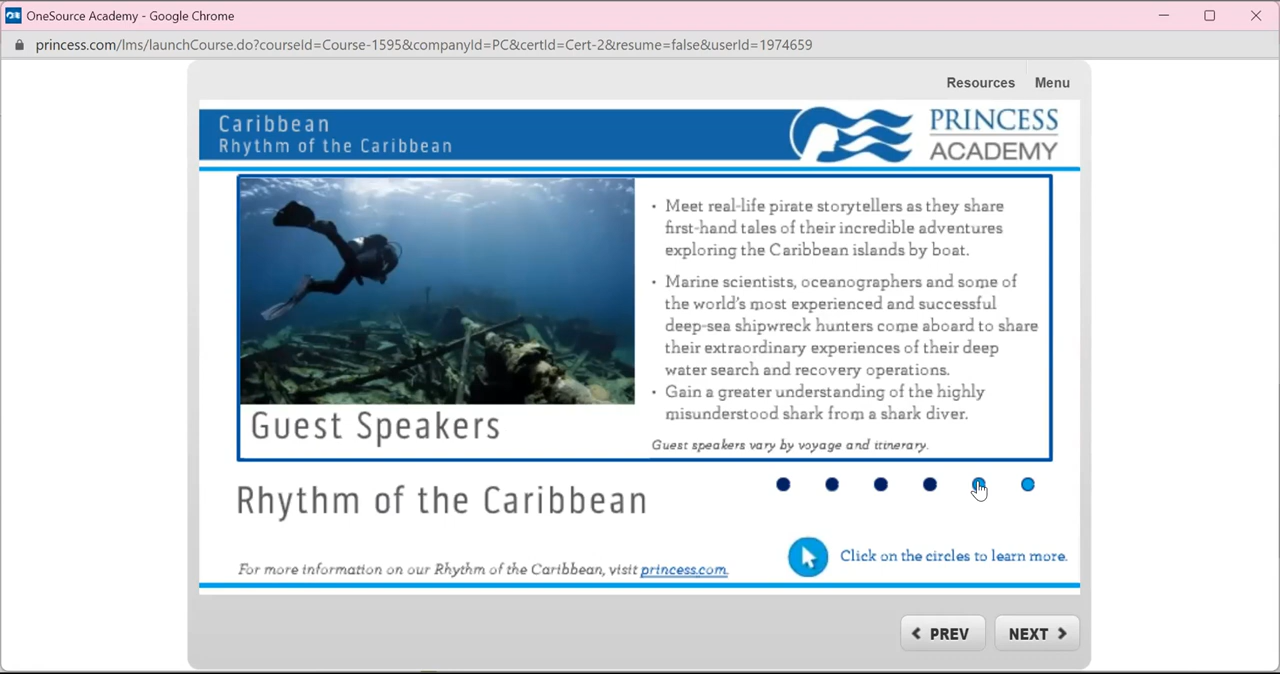 OneSource Academy - Google Chrome
princess.com/lms/launchCourse.do?courseId=Course-1595&companyId=PC&certId=Cert-2&resume=false&userId=1974659
Resources Menu
Caribbean
Rhythm of the Caribbean
PRINCESS
ACADEMY
• Meet real-life pirate storytellers as they share
first-hand tales of their incredible adventures
exploring the Caribbean islands by boat.
• Marine scientists, oceanographers and some of
the world's most experienced and successful
deep-sea shipwreck hunters come aboard to share
their extraordinary experiences of their deep
water search and recovery operations.
• Gain a greater understanding of the highly
misunderstood shark from a shark diver.
Guest speakers vary by voyage and itinerary.
Guest Speakers
Rhythm of the Caribbean
Click on the circles to learn more.
For more information on our Rhythm of the Caribbean, visit princess.com.
PREV
NEXT